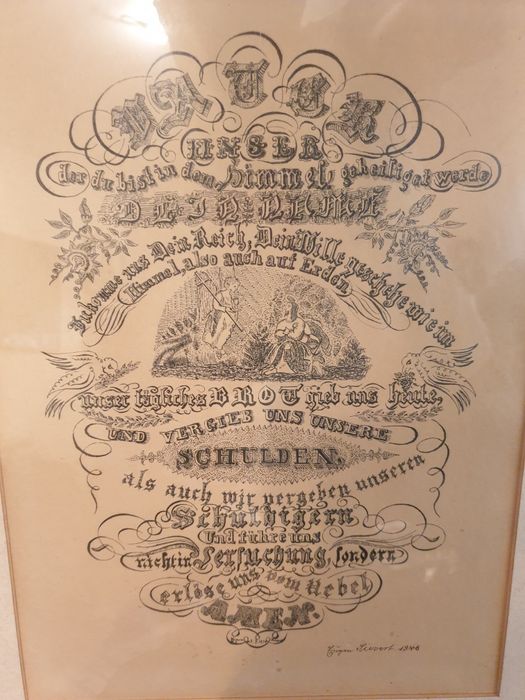 VATER
UNSER
der du bist in dem Himmel, geheiliget werde
DEIN NAME
Zukomme uns Dein Reich, Dein Wille geschehe wie im
Himmel, also auch auf Erden,
unser tägliches BROT gieb uns heute,
UND VERGIEB UNS UNSERE
SCHULDEN.
als auch wir vergeben unseren
Schuldigern
Und führe uns
nicht in Versuchung, sondern
erlöse uns vom Uebel
AMEN.